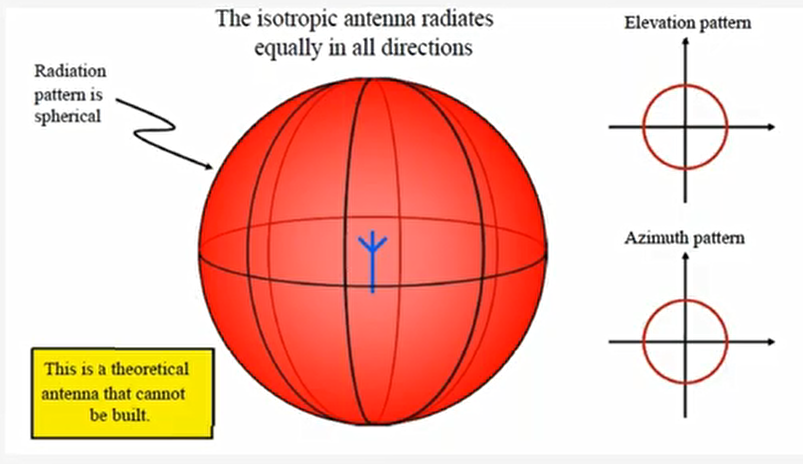 The isotropic antenna radiates
equally in all directions
Radiation
pattern is
spherical
This is a theoretical
antenna that cannot
be built.
Elevation pattern
Azimuth pattern